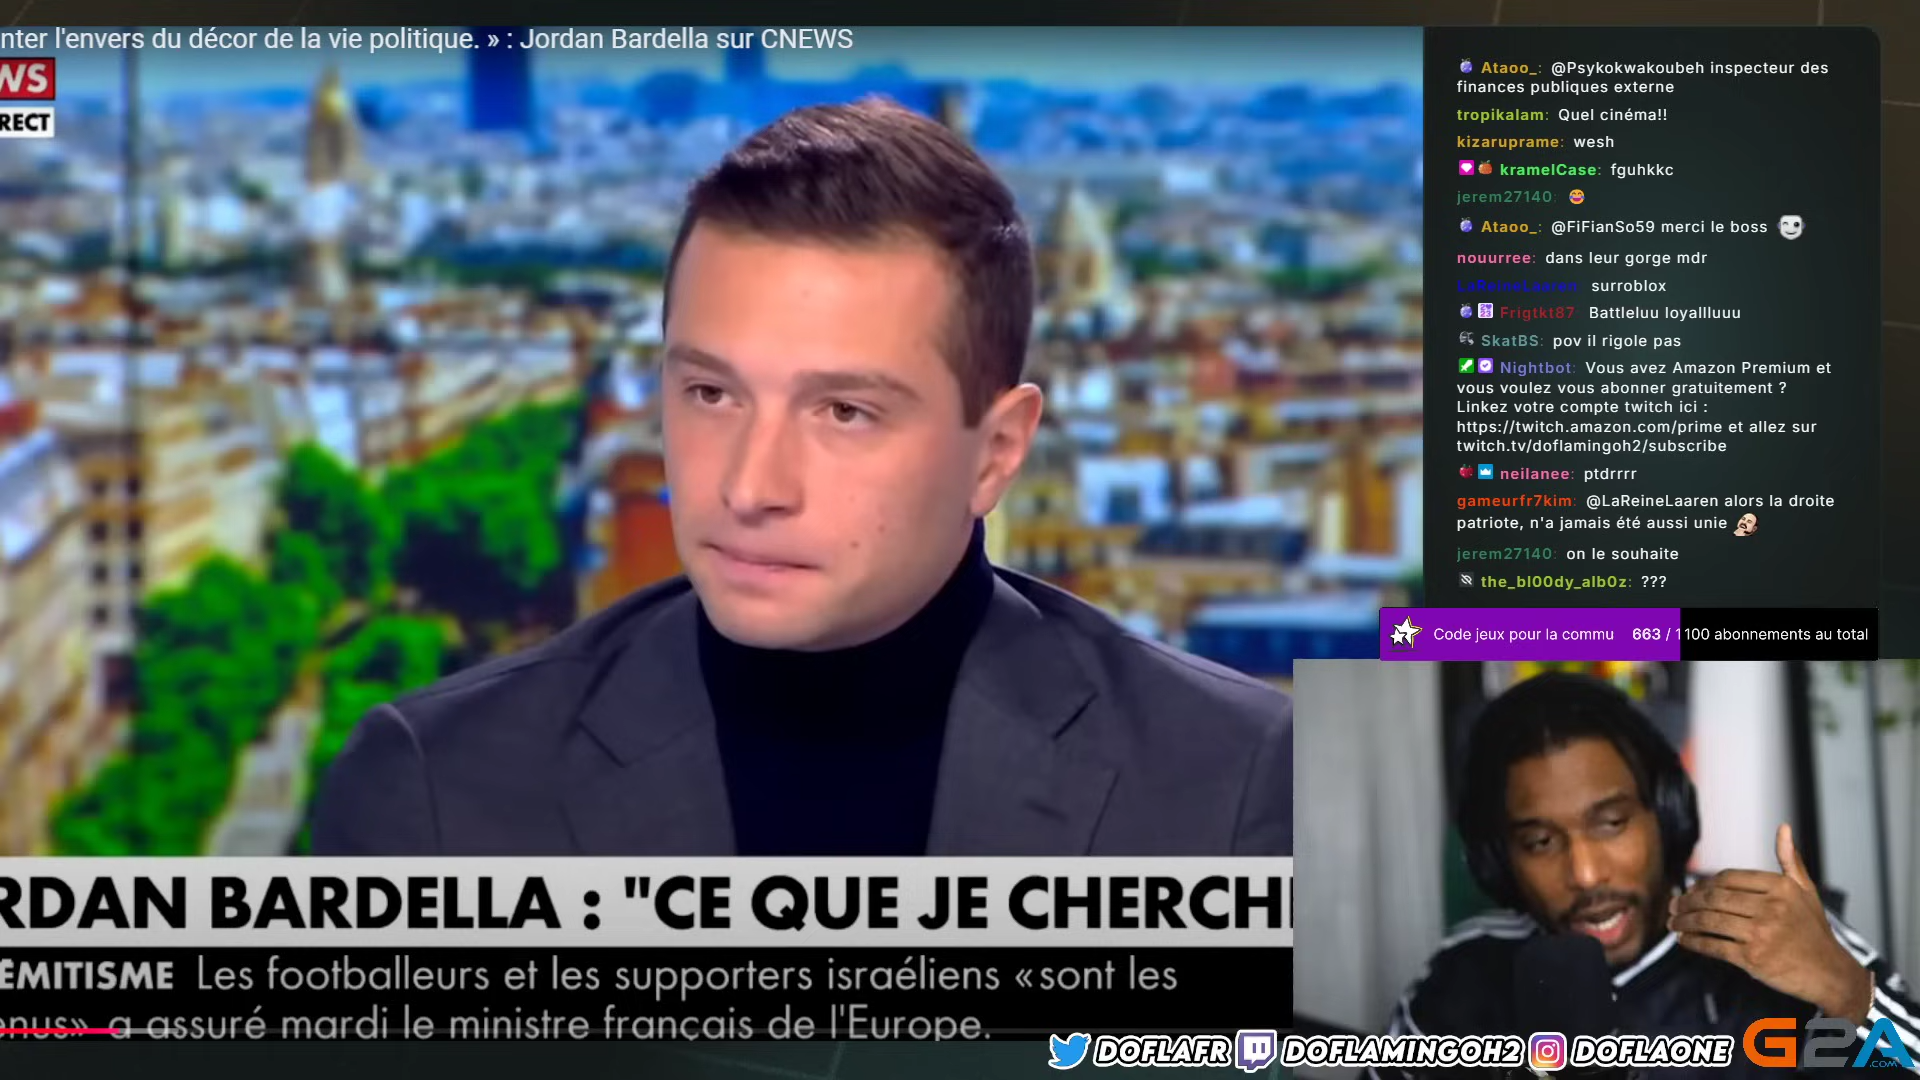 nter l'envers du décor de la vie politique. » : Jordan Bardella sur CNEWS
WS
RECT
RDAN BARDELLA : "CE QUE JE CHERCH
ÉMITISME Les footballeurs et les supporters israéliens «sont les
enus» a assuré mardi le ministre français de l'Europe.
Ataoo_: @Psykokwakoubeh inspecteur des
finances publiques externe
tropikalam: Quel cinéma!!
kizaruprame: wesh
kramelCase: fguhkkc
jerem27140:
Ataoo_: @FiFianSo59 merci le boss
nouurree: dans leur gorge mdr
LaReineLaaren: surroblox
Frigtkt87 Battleluu loyallluuu
SkatBS: pov il rigole pas
Nightbot: Vous avez Amazon Premium et
vous voulez vous abonner gratuitement ?
Linkez votre compte twitch ici :
https://twitch.amazon.com/prime et allez sur
twitch.tv/doflamingoh2/subscribe
neilanee: ptdrrrr
gameurfr7kim: @LaReineLaaren alors la droite
patriote, n'a jamais été aussi unie
jerem27140: on le souhaite
the_bl00dy_alb0z: ???
Code jeux pour la commu 663 / 1100 abonnements au total
DOFLAFR DOFLAMINGOH2 DOFLAONE G2A
.COM